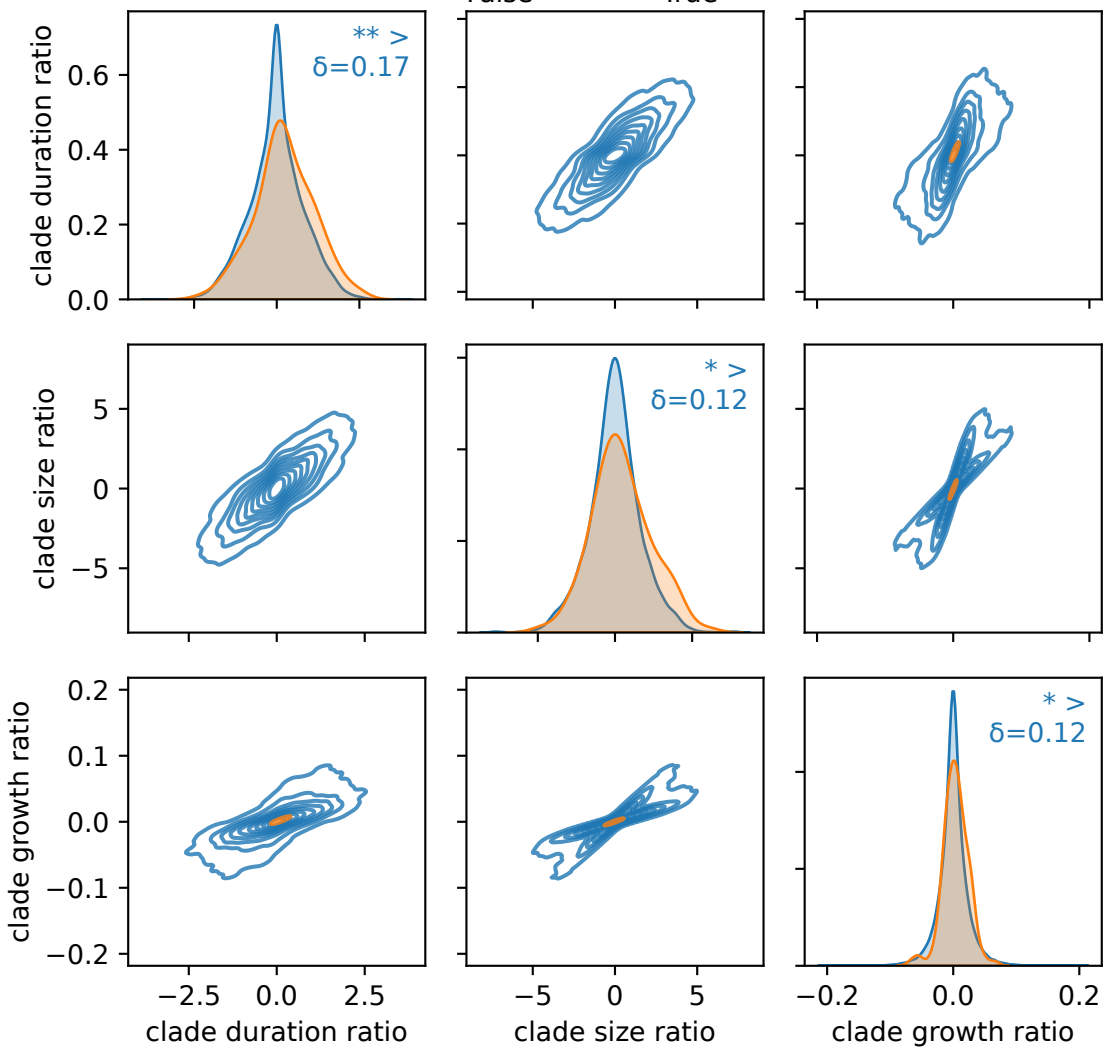 clade duration ratio
0.6
0.4
0.2
0.0
** >
δ=0.17
clade size ratio
5
0
−5
* >
δ=0.12
clade growth ratio
0.2
0.1
0.0
−0.1
−0.2
* >
δ=0.12
−2.5 0.0 2.5
clade duration ratio
−5 0 5
clade size ratio
−0.2 0.0 0.2
clade growth ratio